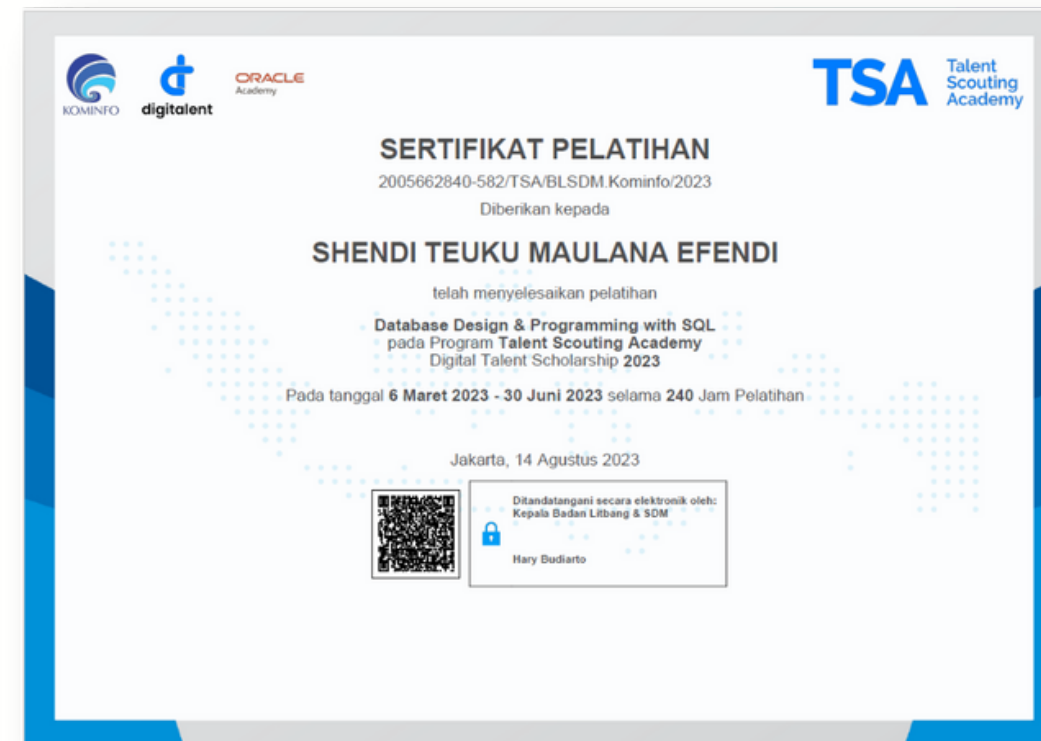 KOMINFO
digitalent
ORACLE
Academy
TSA
Talent
Scouting
Academy
SERTIFIKAT PELATIHAN
2005662840-582/TSA/BLSDM.Kominfo/2023
Diberikan kepada
SHENDI TEUKU MAULANA EFENDI
telah menyelesaikan pelatihan
Database Design & Programming with SQL
pada Program Talent Scouting Academy
Digital Talent Scholarship 2023
Pada tanggal 6 Maret 2023 - 30 Juni 2023 selama 240 Jam Pelatihan
Jakarta, 14 Agustus 2023
Ditandatangani secara elektronik oleh:
Kepala Badan Litbang & SDM
Hary Budiarto